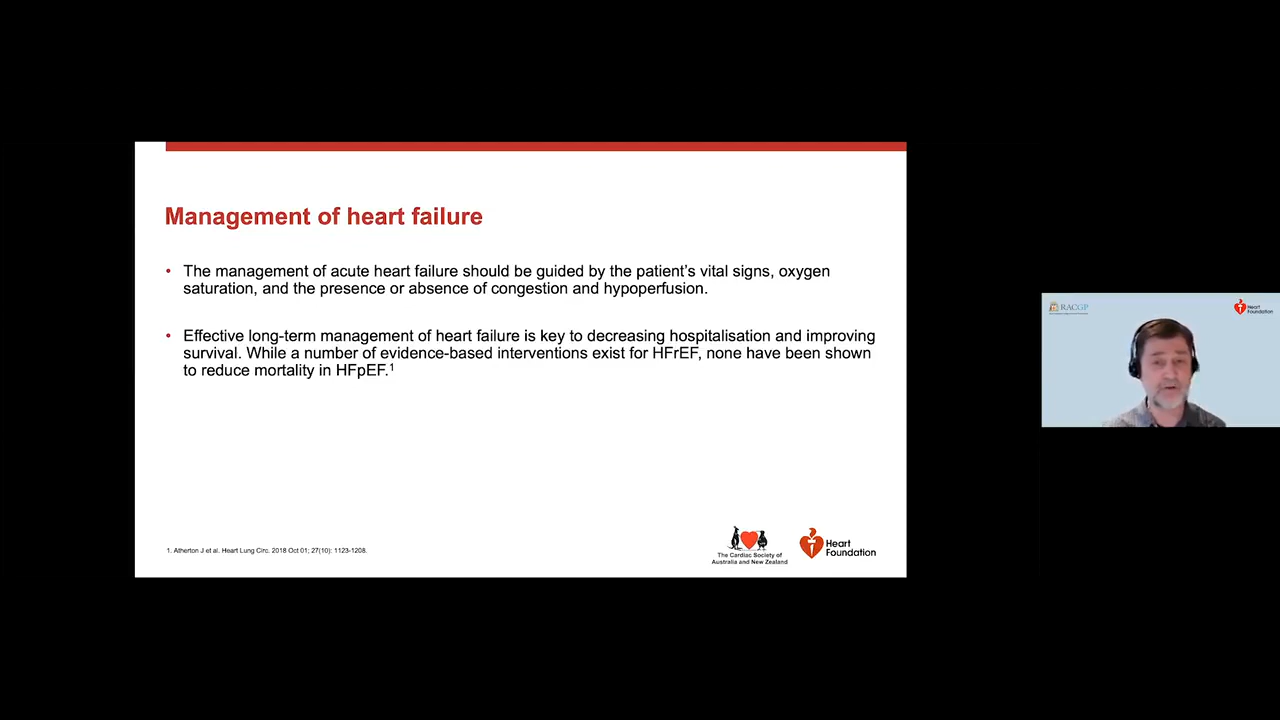 Management of heart failure
• The management of acute heart failure should be guided by the patient's vital signs, oxygen
saturation, and the presence or absence of congestion and hypoperfusion.
• Effective long-term management of heart failure is key to decreasing hospitalisation and improving
survival. While a number of evidence-based interventions exist for HFrEF, none have been shown
to reduce mortality in HFpEF.1
1. Atherton J et al. Heart Lung Circ. 2018 Oct 01; 27(10): 1123-1208.
The Cardiac Society of
Australia and New Zealand
Heart
Foundation
RACGP
Heart
Foundation